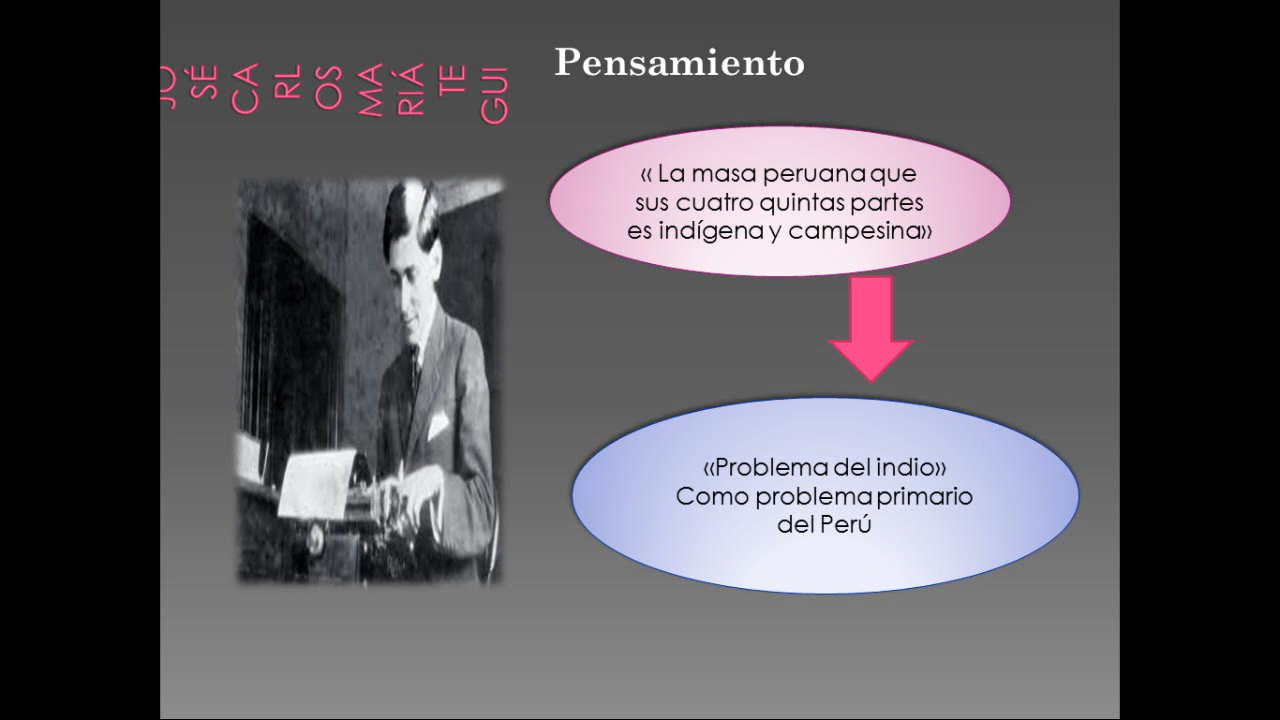 JO
SÉ
CA
RL
OS
MA
RIÁ
TE
GUI
Pensamiento
« La masa peruana que
sus cuatro quintas partes
es indígena y campesina»
«Problema del indio»
Como problema primario
del Perú